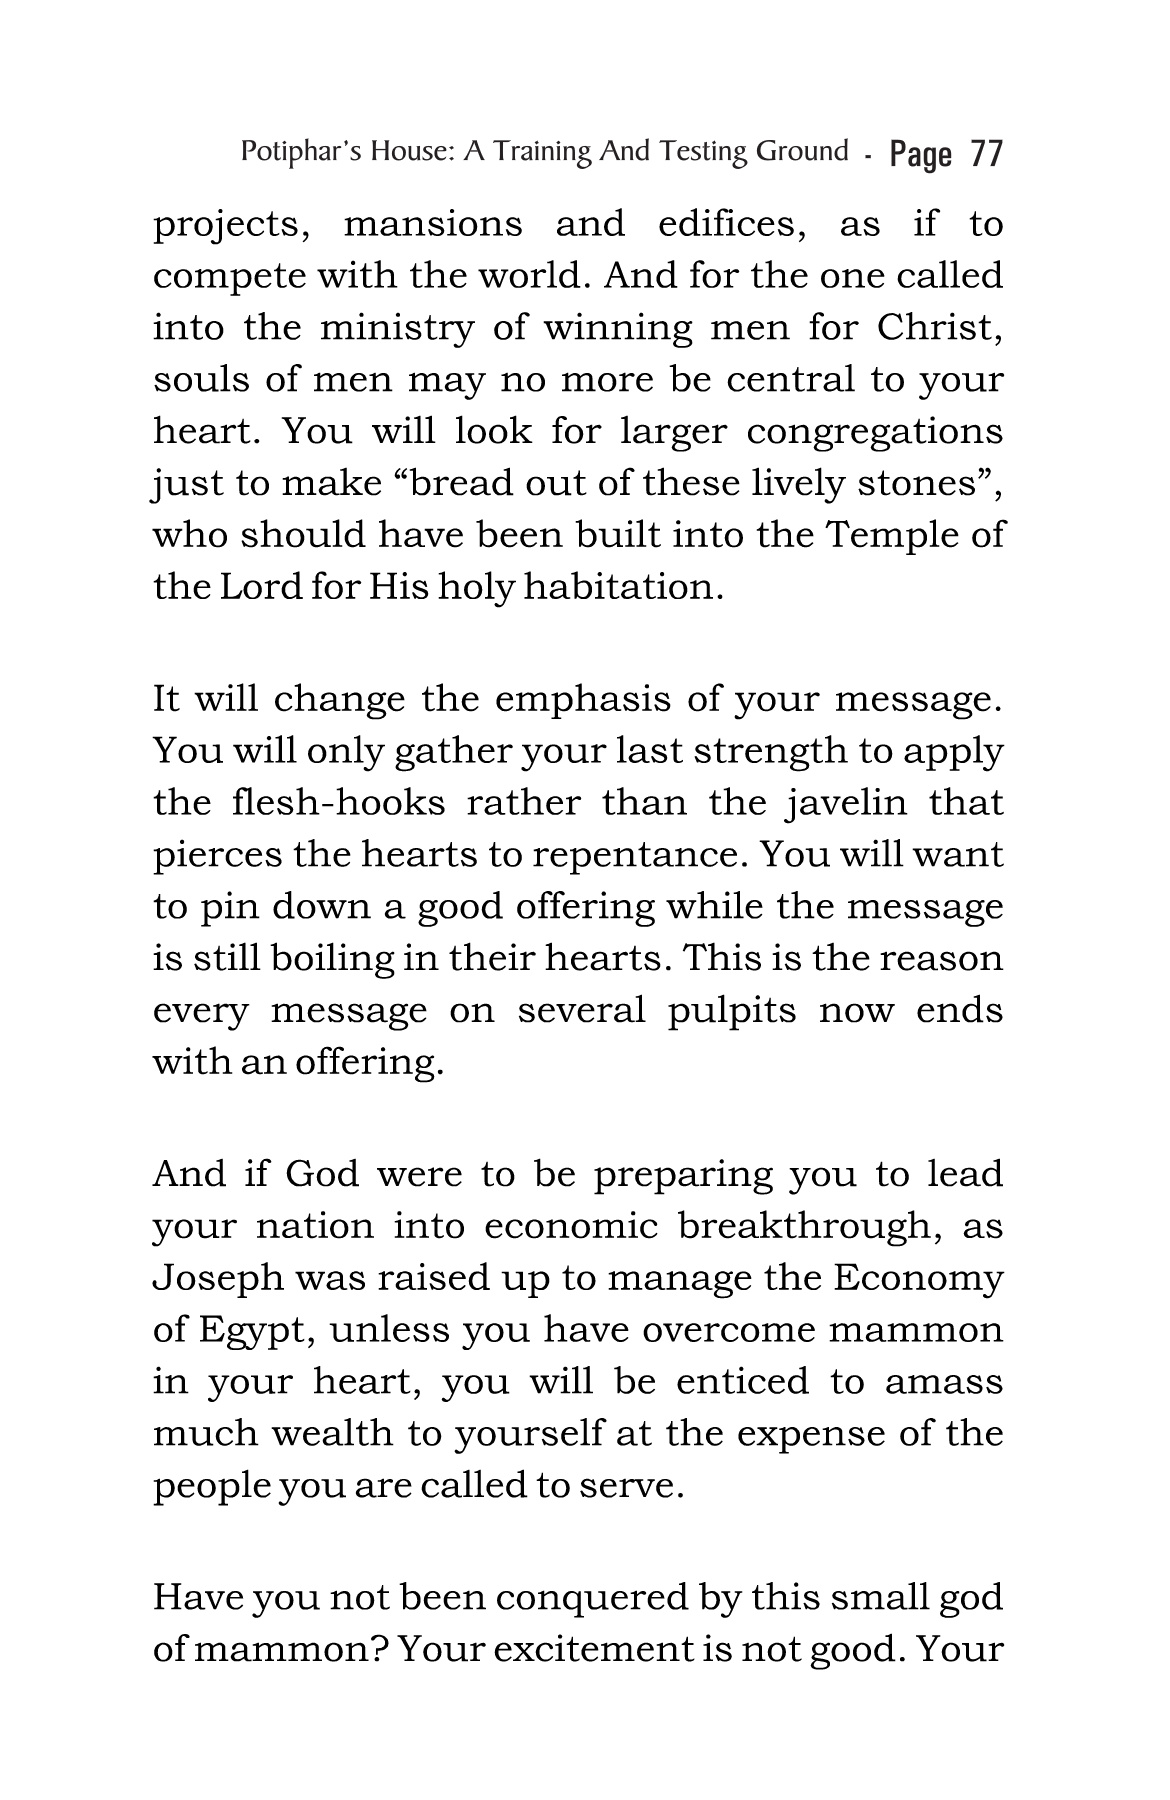 Potiphar's House: A Training And Testing Ground - Page 77
projects, mansions and edifices, as if to
compete with the world. And for the one called
into the ministry of winning men for Christ,
souls of men may no more be central to your
heart. You will look for larger congregations
just to make “bread out of these lively stones”,
who should have been built into the Temple of
the Lord for His holy habitation.
It will change the emphasis of your message.
You will only gather your last strength to apply
the flesh-hooks rather than the javelin that
pierces the hearts to repentance. You will want
to pin down a good offering while the message
is still boiling in their hearts. This is the reason
every message on several pulpits now ends
with an offering.
And if God were to be preparing you to lead
your nation into economic breakthrough, as
Joseph was raised up to manage the Economy
of Egypt, unless you have overcome mammon
in your heart, you will be enticed to amass
much wealth to yourself at the expense of the
people you are called to serve.
Have you not been conquered by this small god
of mammon? Your excitement is not good. Your